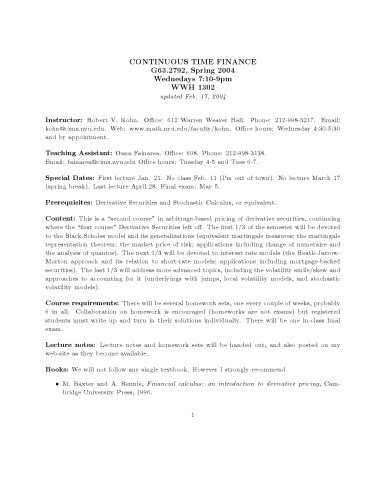 CONTINUOUS TIME FINANCE
G63.2792, Spring 2004
Wednedays 7:10-9pm
WWH 1302
updated Feb. 17, 2004
Instructor: Robert V. Kohn. Office: 612 Warren Weaver Hall. Phone: 212-998-3217. Email:
kohn@cims.nyu.edu. Web: www.math.nyu.edu/faculty/kohn. Office hours: Wednesday 4:30-5:30
and by appointment.
Teaching Assistant: Oana Fainarea. Office: 608. Phone: 212-998-3138.
Email: fainarea@cims.nyu.edu Office hours: Tuesday 4-5 and Tues 6-7.
Special Dates: First lecture Jan. 21. No class Feb. 11 (I'm out of town). No lecture March 17
(spring break). Last lecture April 28. Final exam: May 5.
Prerequisites: Derivative Securities and Stochastic Calculus, or equivalent.
Content: This is a "second course" in arbitrage-based pricing of derivative securities, continuing
where the "first course" Derivative Securities left off. The first 1/3 of the semester will be devoted
to the Black-Scholes model and its generalizations (equivalent martingale measures; the martingale
representation theorem; the market price of risk; applications including change of numeraire and
the analysis of quantos). The next 1/3 will be devoted to interest rate models (the Heath-Jarrow-
Morton approach and its relation to short-rate models; applications including mortgage-backed
securities). The last 1/3 will address more advanced topics, including the volatility smile/skew and
approaches to accounting for it (underlyings with jumps, local volatility models, and stochastic
volatility models).
Course requirements: There will be several homework sets, one every couple of weeks, probably
6 in all. Collaboration on homework is encouraged (homeworks are not exams) but registered
students must write up and turn in their solutions individually. There will be one in-class final
exam.
Lecture notes: Lecture notes and homework sets will be handed out, and also posted on my
web-site as they become available.
Books: We will not follow any single textbook. However I strongly recommend
• M. Baxter and A. Rennie, Financial calculus: an introduction to derivative pricing, Cam-
bridge University Press, 1996.
1